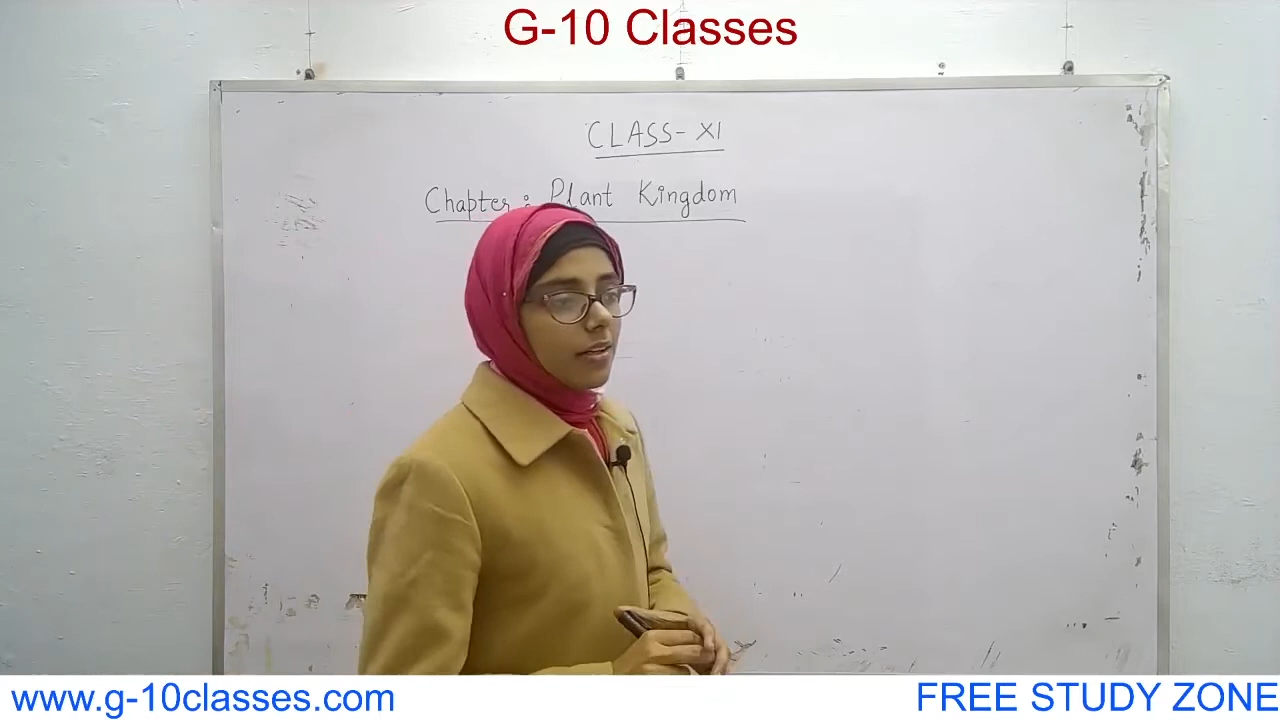 G-10 Classes
CLASS-XI
Chapter : Plant Kingdom
www.g-10classes.com
FREE STUDY ZONE